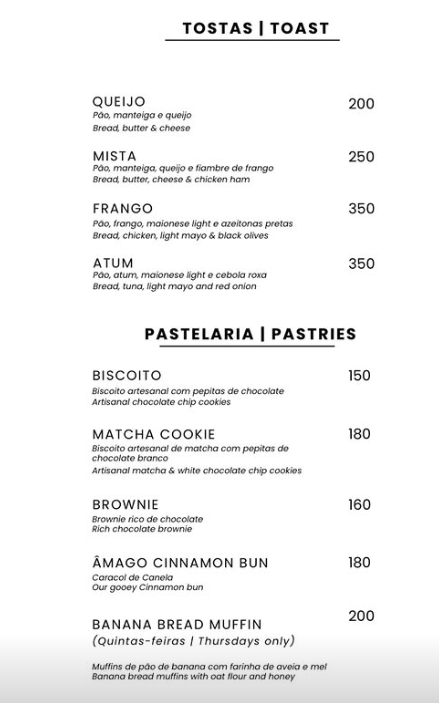 TOSTAS | TOAST
QUEIJO 200
Pão, manteiga e queijo
Bread, butter & cheese
MISTA 250
Pão, manteiga, queijo e fiambre de frango
Bread, butter, cheese & chicken ham
FRANGO 350
Pão, frango, maionese light e azeitonas pretas
Bread, chicken, light mayo & black olives
ATUM 350
Pão, atum, maionese light e cebola roxa
Bread, tuna, light mayo and red onion
PASTELARIA | PASTRIES
BISCOITO 150
Biscoito artesanal com pepitas de chocolate
Artisanal chocolate chip cookies
MATCHA COOKIE 180
Biscoito artesanal de matcha com pepitas de
chocolate branco
Artisanal matcha & white chocolate chip cookies
BROWNIE 160
Brownie rico de chocolate
Rich chocolate brownie
ÂMAGO CINNAMON BUN 180
Caracol de Canela
Our gooey Cinnamon bun
BANANA BREAD MUFFIN 200
(Quintas-feiras | Thursdays only)
Muffins de pão de banana com farinha de aveia e mel
Banana bread muffins with oat flour and honey